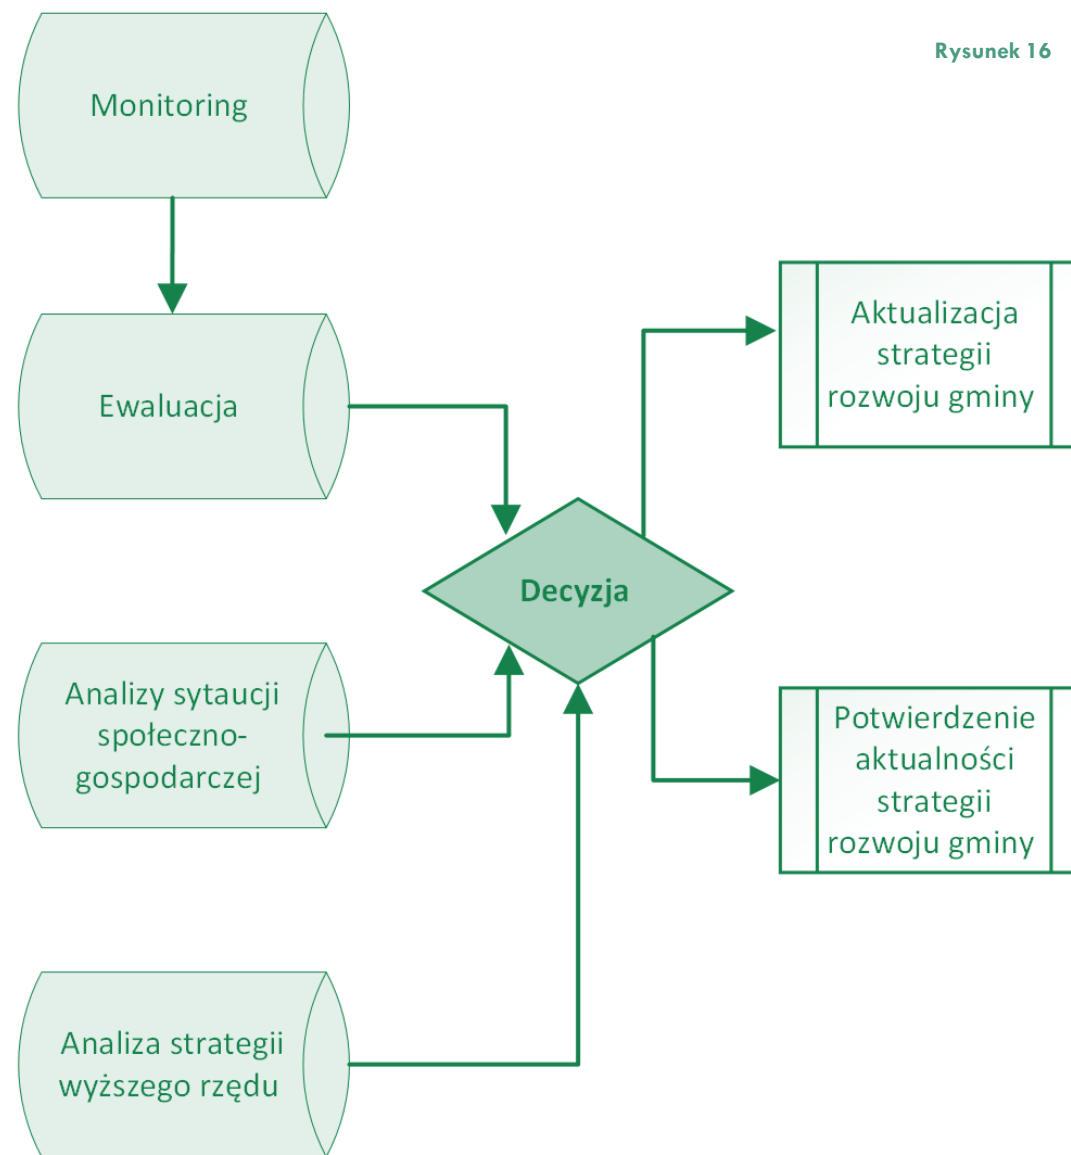 Rysunek 16
Monitoring
Ewaluacja
Analizy sytaucji
społeczno-
gospodarczej
Analiza strategii
wyższego rzędu
Decyzja
Aktualizacja
strategii
rozwoju gminy
Potwierdzenie
aktualności
strategii
rozwoju gminy